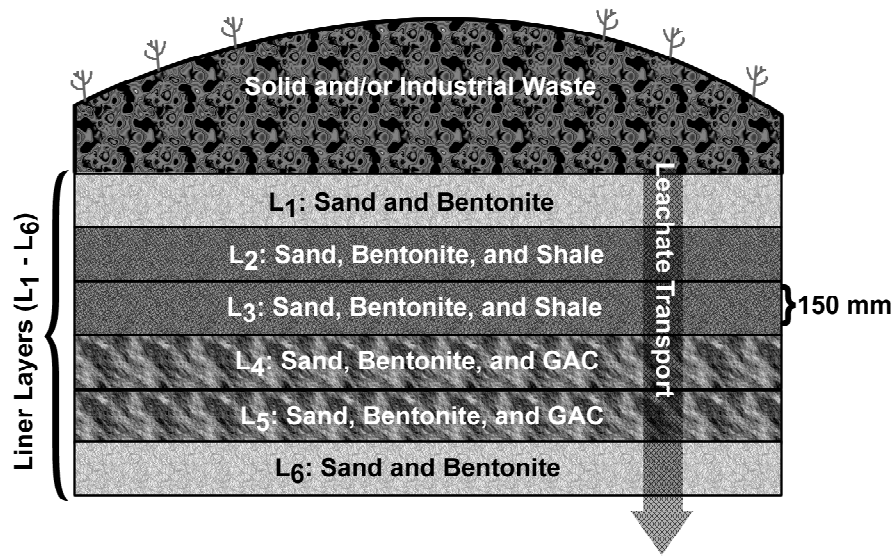 Solid and/or Industrial Waste
L1: Sand and Bentonite
L2: Sand, Bentonite, and Shale
L3: Sand, Bentonite, and Shale
L4: Sand, Bentonite, and GAC
L5: Sand, Bentonite, and GAC
L6: Sand and Bentonite
Liner Layers (L1 - L6)
Leachate Transport
150 mm